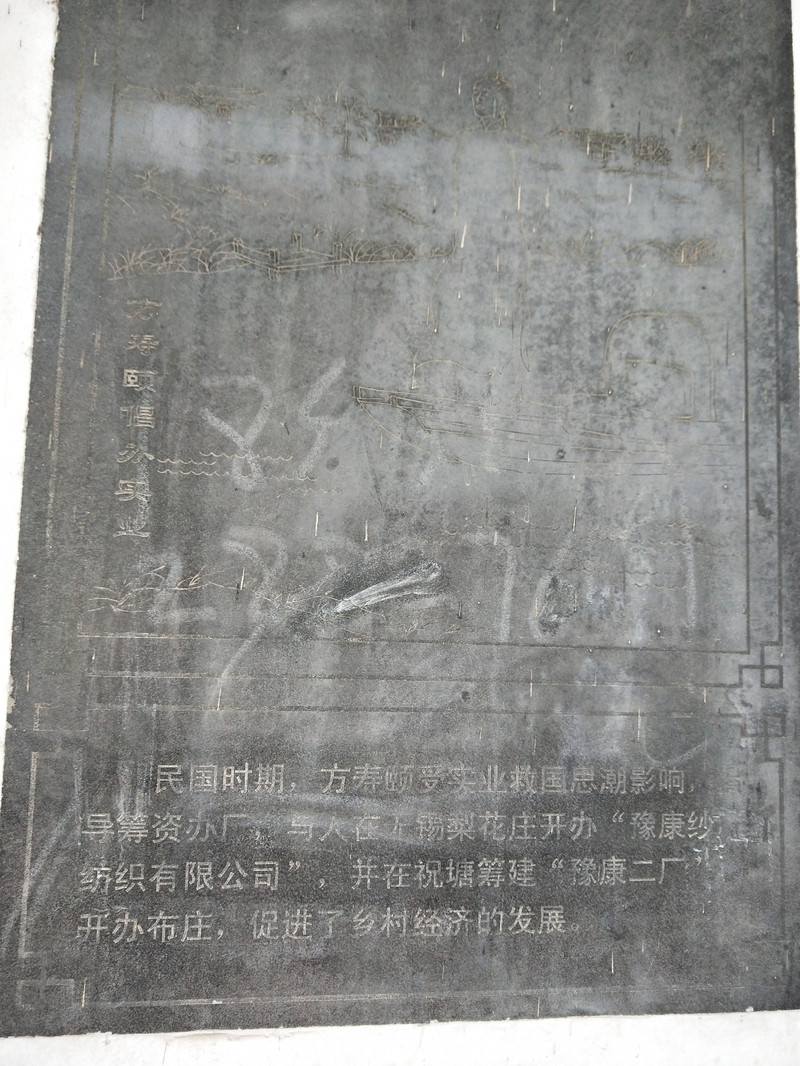 方寿颐倡办实业
民国时期，方寿颐受实业救国思潮影响，
导筹资办厂，与人在无锡梨花庄开办“豫康纱
纺织有限公司”，并在祝塘筹建“豫康二厂”
开办布庄，促进了乡村经济的发展。